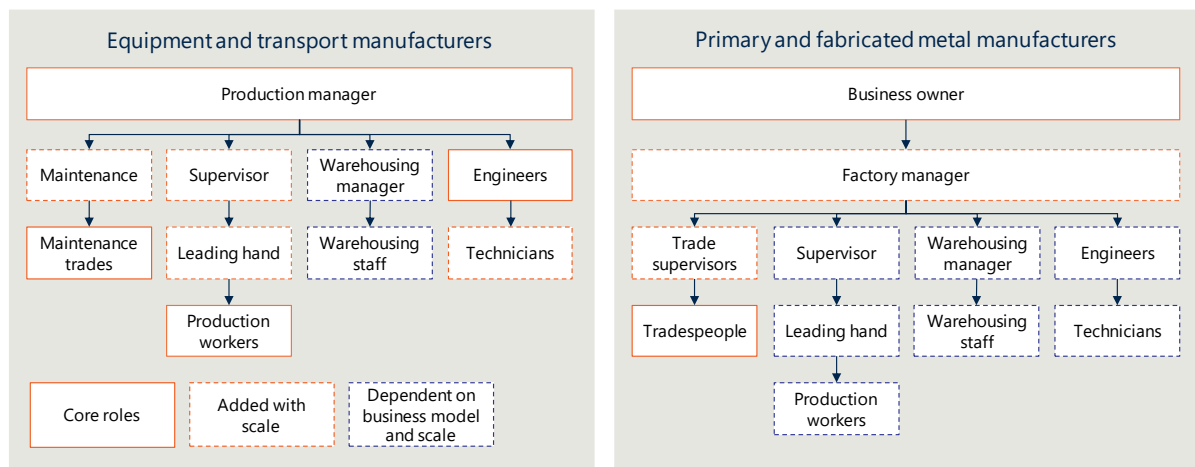 Equipment and transport manufacturers
Production manager
Maintenance
Supervisor
Warehousing
manager
Engineers
Maintenance
trades
Leading hand
Warehouse
staff
Technicians
Production
workers
Core roles
Added with
scale
Dependent on
business model
and scale
Primary and fabricated metal manufacturers
Business owner
Factory manager
Trade
supervisors
Supervisor
Warehousing
manager
Engineers
Tradespeople
Leading hand
Warehousing
staff
Technicians
Production
workers